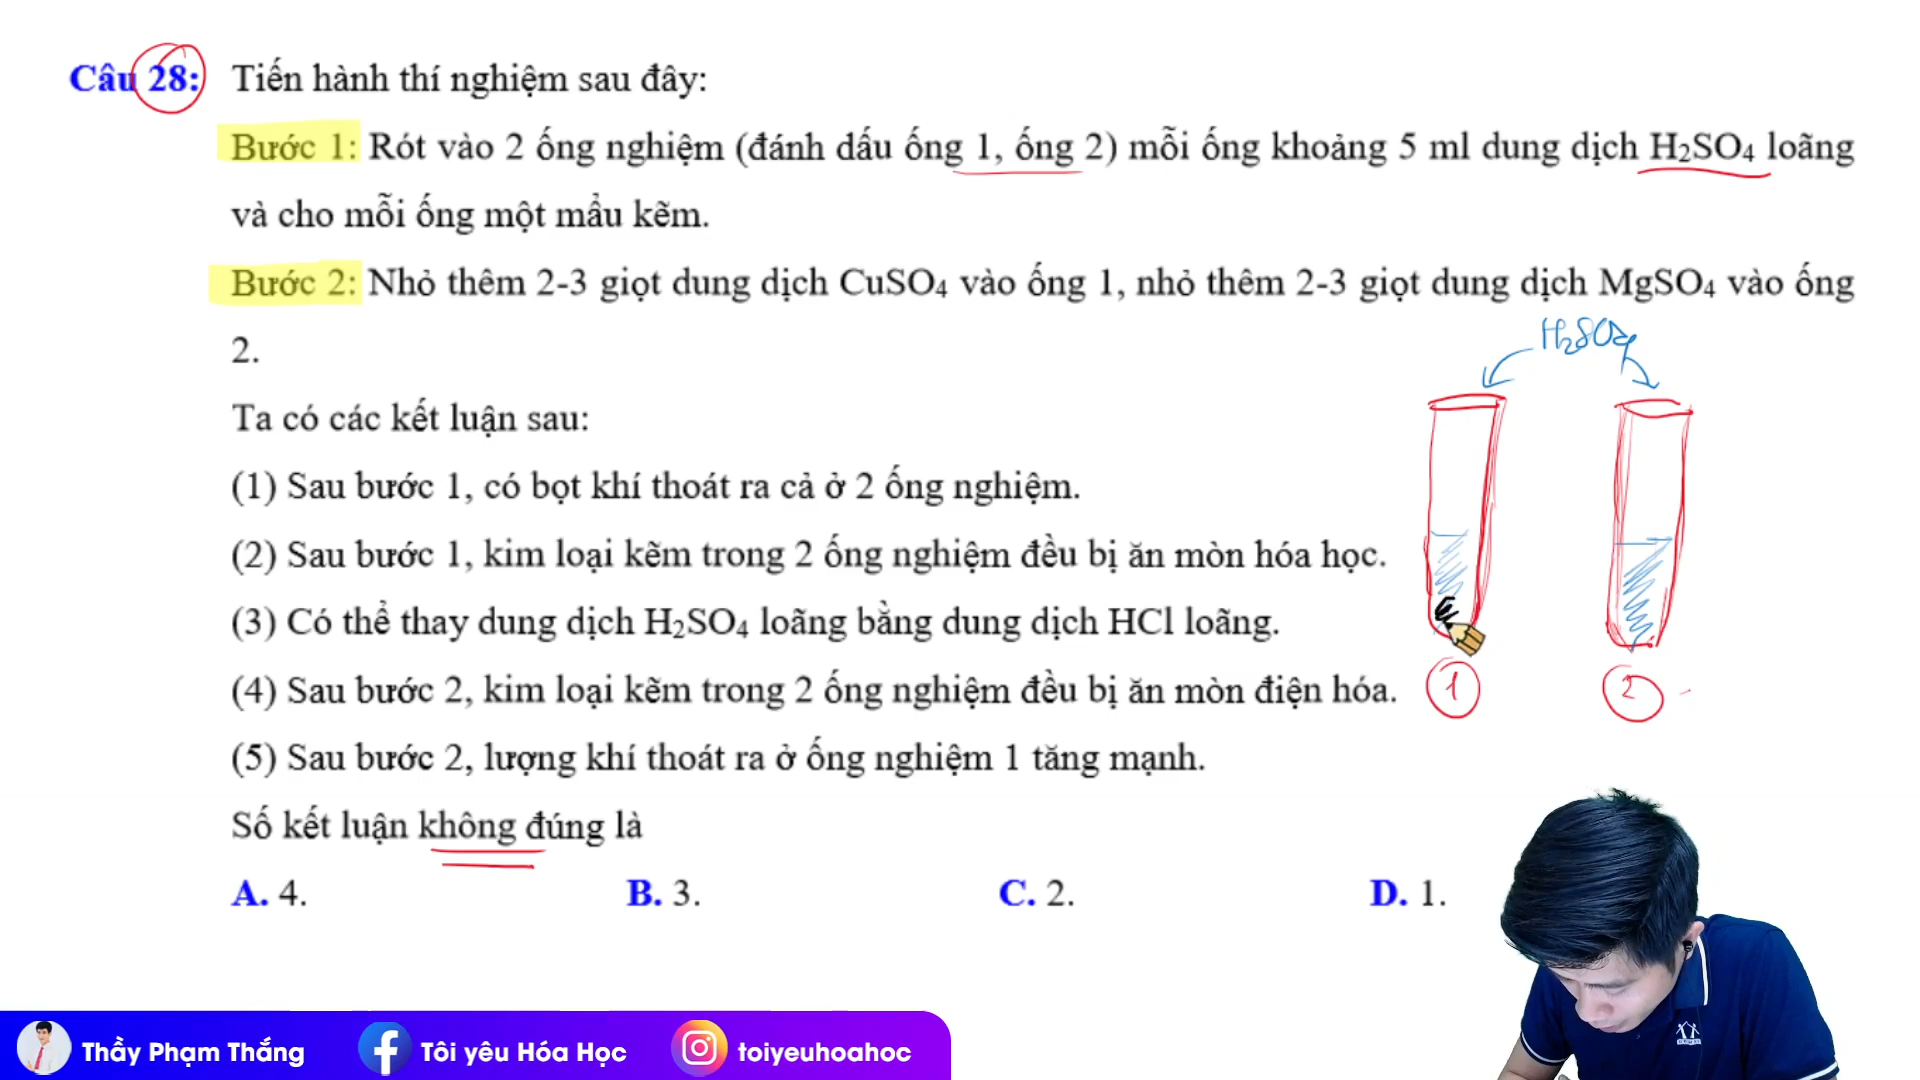 Câu 28: Tiến hành thí nghiệm sau đây:
Bước 1: Rót vào 2 ống nghiệm (đánh dấu ống 1, ống 2) mỗi ống khoảng 5 ml dung dịch H₂SO₄ loãng
và cho mỗi ống một mẩu kẽm.
Bước 2: Nhỏ thêm 2-3 giọt dung dịch CuSO₄ vào ống 1, nhỏ thêm 2-3 giọt dung dịch MgSO₄ vào ống
2.
H₂SO₄
Ta có các kết luận sau:
(1) Sau bước 1, có bọt khí thoát ra cả ở 2 ống nghiệm.
(2) Sau bước 1, kim loại kẽm trong 2 ống nghiệm đều bị ăn mòn hóa học.
(3) Có thể thay dung dịch H₂SO₄ loãng bằng dung dịch HCl loãng.
(4) Sau bước 2, kim loại kẽm trong 2 ống nghiệm đều bị ăn mòn điện hóa.
1 2
(5) Sau bước 2, lượng khí thoát ra ở ống nghiệm 1 tăng mạnh.
Số kết luận không đúng là
A. 4. B. 3. C. 2. D. 1.
Thầy Phạm Thắng Tôi yêu Hóa Học toiyeuhoahoc